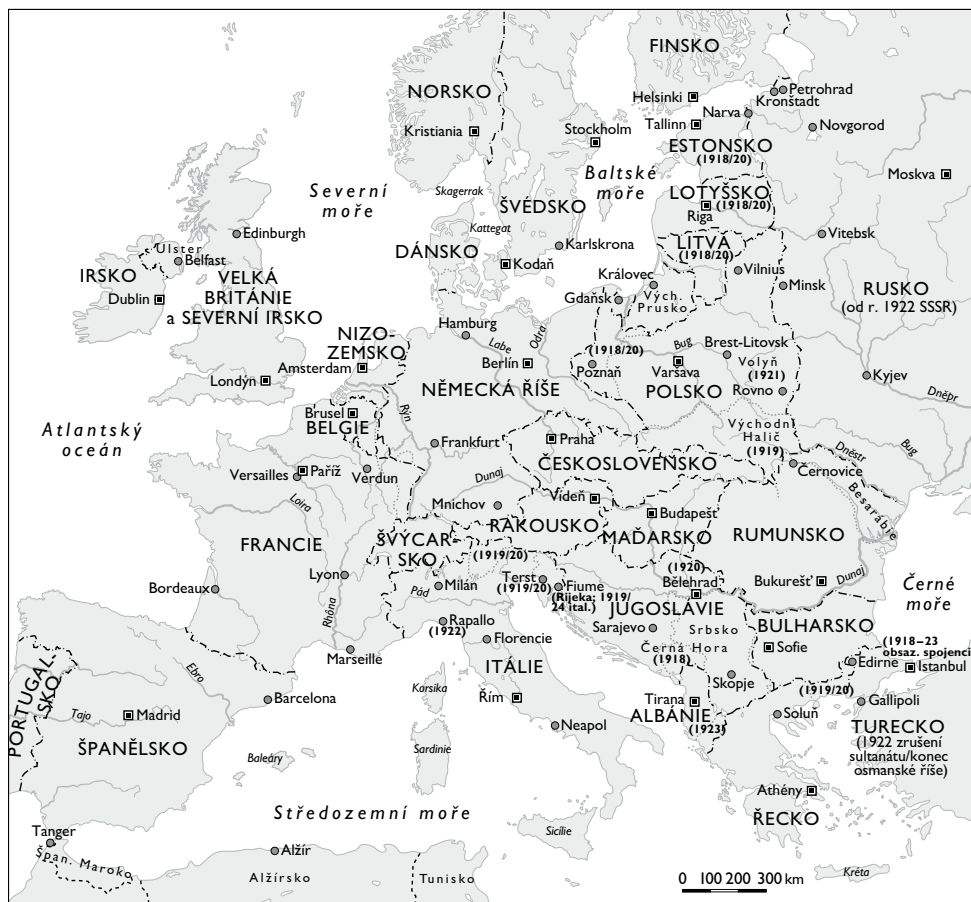 FINSKO
NORSKO
Helsinki
Petrohrad
Kronštadt
Kristiania
Stockholm
Tallinn
Narva
Novgorod
ESTONSKO
(1918/20)
Baltské
moře
Moskva
Severní
moře
Skagerrak
ŠVÉDSKO
LOTYŠSKO
(1918/20)
Riga
Kattegat
Edinburgh
Ulster
Belfast
DÁNSKO
Karlskrona
Kodaň
LITVA
(1918/20)
Vitebsk
IRSKO
Dublin
VELKÁ
BRITÁNIE
a SEVERNÍ IRSKO
Královec
Gdaňsk
Vých.
Prusko
Vilnius
Minsk
RUSKO
(od r. 1922 SSSR)
NIZO-
ZEMSKO
Amsterdam
Hamburg
Labe
Odra
Berlín
(1918/20)
Poznaň
Bug
Varšava
Brest-Litovsk
Volyň
(1921)
Rovno
Kyjev
Dněpr
Londýn
NĚMECKÁ ŘÍŠE
POLSKO
Brusel
BELGIE
Rýn
Atlantský
oceán
Frankfurt
Praha
Východní
Halič
(1919)
Dněstr
Bug
Versailles
Paříž
Verdun
ČESKOSLOVENSKO
Černovice
Besarábie
Loira
Dunaj
Mnichov
Vídeň
Budapešť
RAKOUSKO
MAĎARSKO
RUMUNSKO
FRANCIE
ŠVÝCAR-
SKO
(1919/20)
(1920)
Bordeaux
Lyon
Rhôna
Milán
Pád
Terst
(1919/20)
Fiume
(Rijeka; 1919/
24 ital.)
Bělehrad
Bukurešť
Dunaj
Černé
moře
JUGOSLÁVIE
Rapallo
(1922)
Florencie
Sarajevo
Srbsko
BULHARSKO
(1918–23
obsaz. spojenci)
Marseille
ITÁLIE
Černá Hora
(1918)
Sofie
Edirne
Istanbul
PORTUGAL-
SKO
Ebro
Barcelona
Korsika
Řím
Skopje
(1919/20)
Tajo
Madrid
Tirana
ALBÁNIE
(1923)
Soluň
Gallipoli
Neapol
ŠPANĚLSKO
Baleáry
Sardinie
TURECKO
(1922 zrušení
sultanátu/konec
osmanské říše)
Athény
ŘECKO
Středozemní moře
Sicílie
Tanger
Špan. Maroko
Alžír
Alžírsko
Tunisko
Kréta
0 100 200 300 km